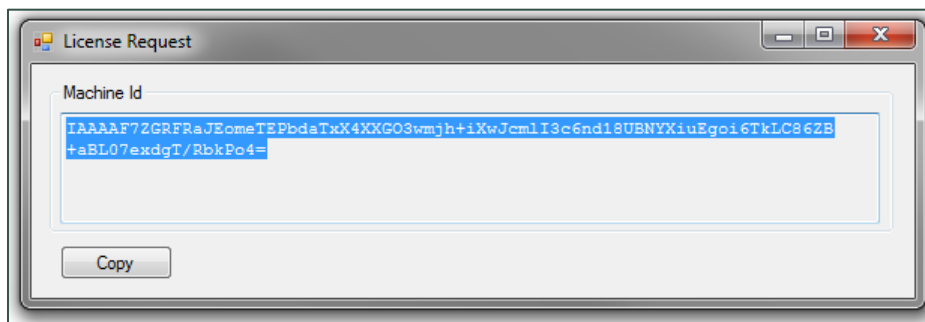 License Request
Machine Id
IAAAAF7ZGRFRaJEomeTEPbdaTxX4XXGO3wmjh+iXwJcmlI3c6nd18UBNYXiuEgoi6TkLC86ZB
+aBL07exdgT/RbkPo4=
Copy